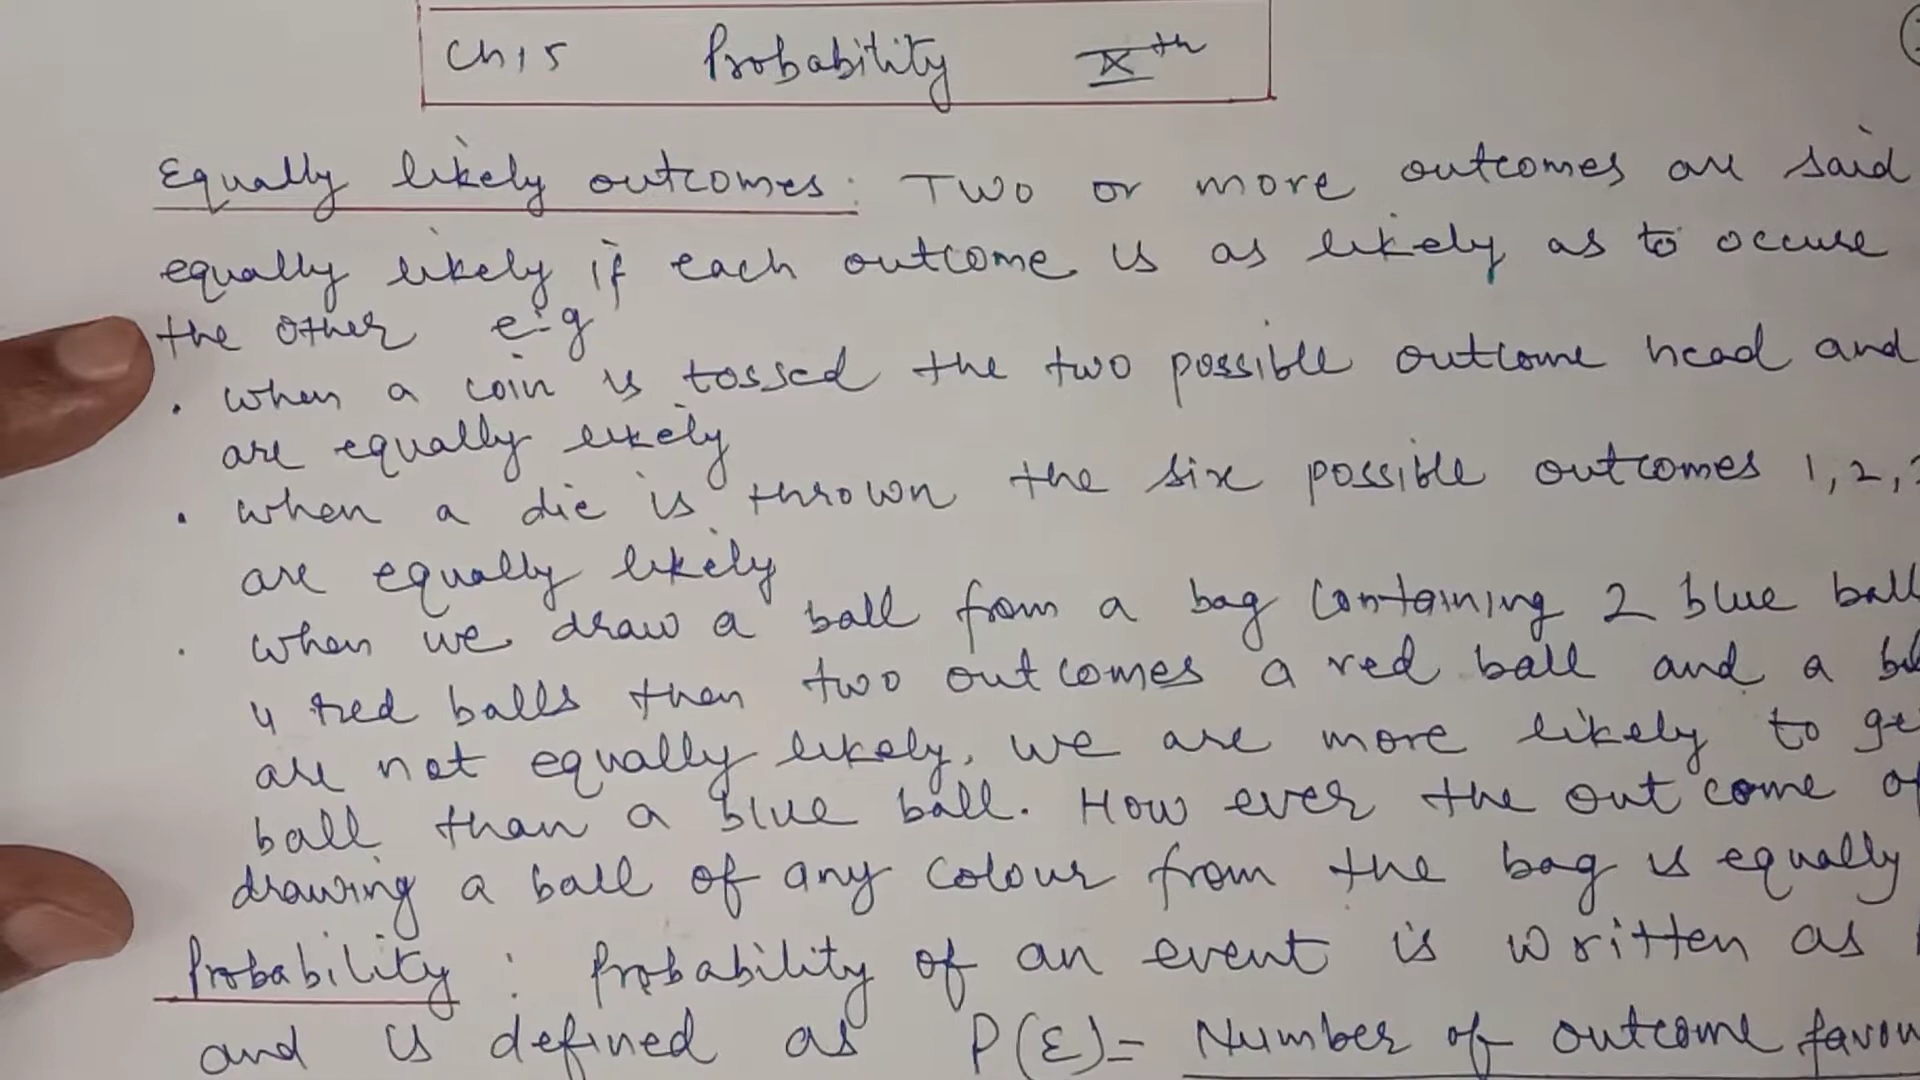 Ch 15 Probability Xth
Equally likely outcomes: Two or more outcomes are said
equally likely if each outcome is as likely as to occuse
the other e.g
. when a coin is tossed the two possible outcome head and
are equally likely
. when a die is thrown the six possible outcomes 1, 2,
are equally likely
. when we draw a ball from a bag containing 2 blue ball
4 red balls then two outcomes a red ball and a
are not equally likely, we are more likely to ge
ball than a blue ball. How ever the out come of
drawing a ball of any colour from the bag is equally
Probability : Probability of an event is written as
and is defined as P(E)= Number of outcome favou